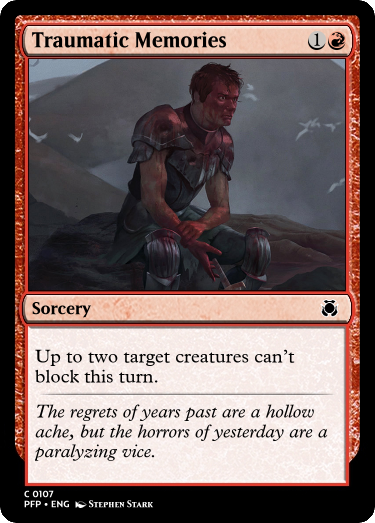 Traumatic Memories 1
Sorcery
Up to two target creatures can't
block this turn.
The regrets of years past are a hollow
ache, but the horrors of yesterday are a
paralyzing vice.
C 0107
PFP • ENG Stephen Stark